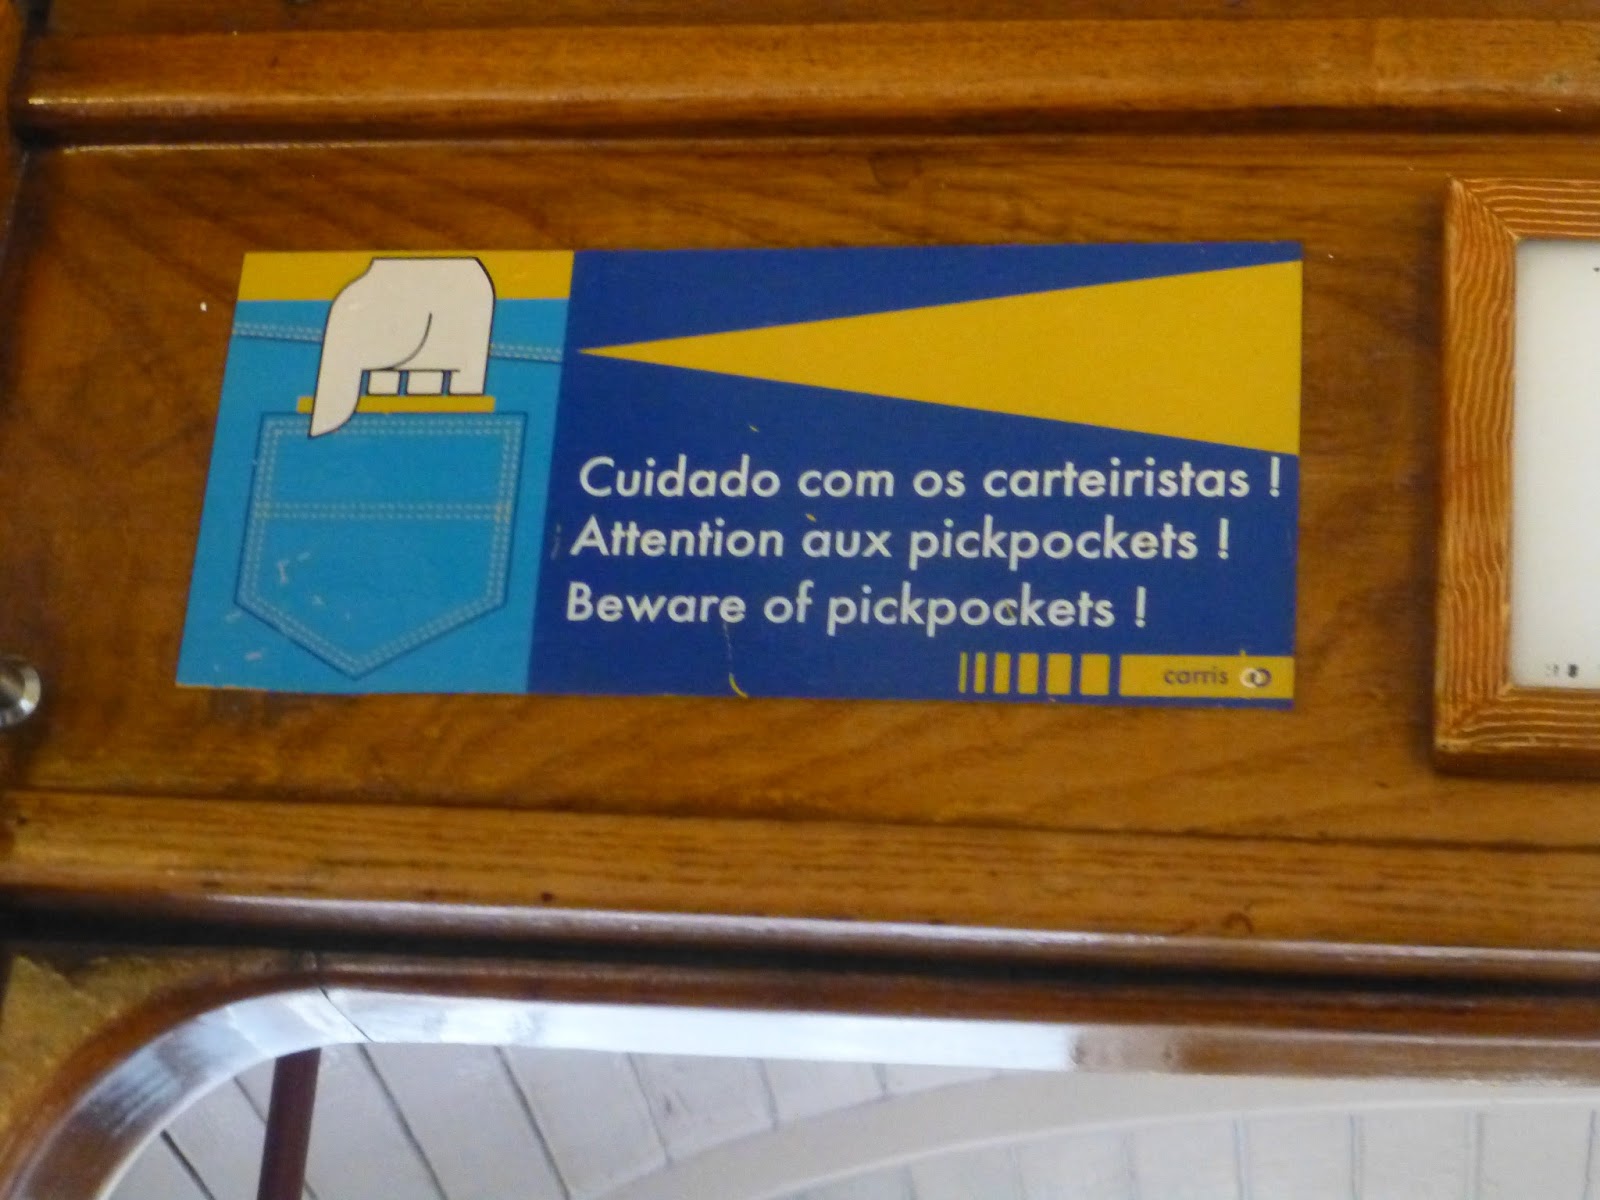 Cuidado com os carteiristas !
Attention aux pickpockets !
Beware of pickpockets !
carris